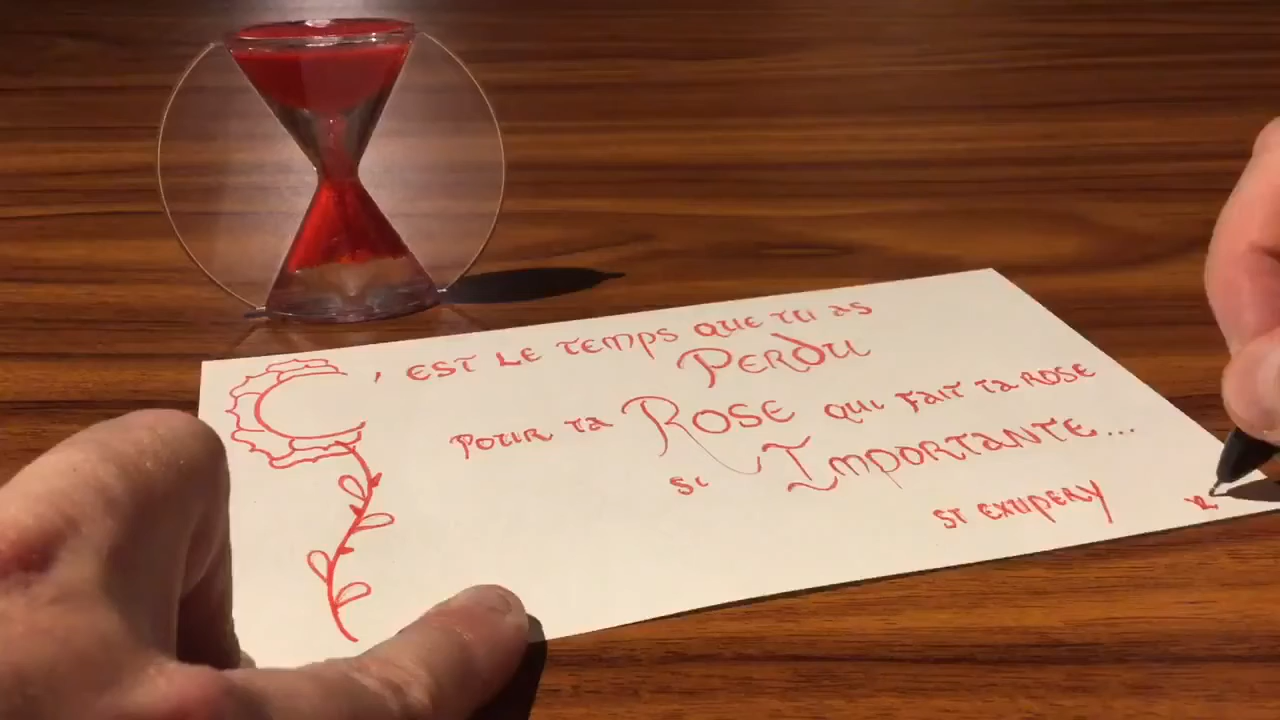 C'EST LE TEMPS QUE TU AS
PERDU
POUR TA ROSE QUI FAIT TA ROSE
SI IMPORTANTE...
ST EXUPERY